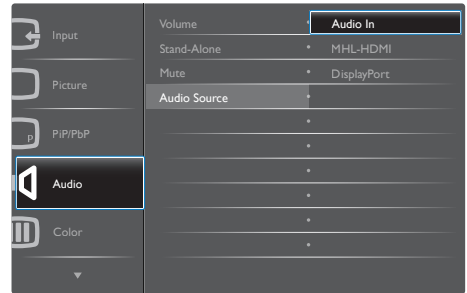 Input
Picture
P
PiP/PbP
Audio
Color
Volume
Stand-Alone
Mute
Audio Source
Audio In
MHL-HDMI
DisplayPort